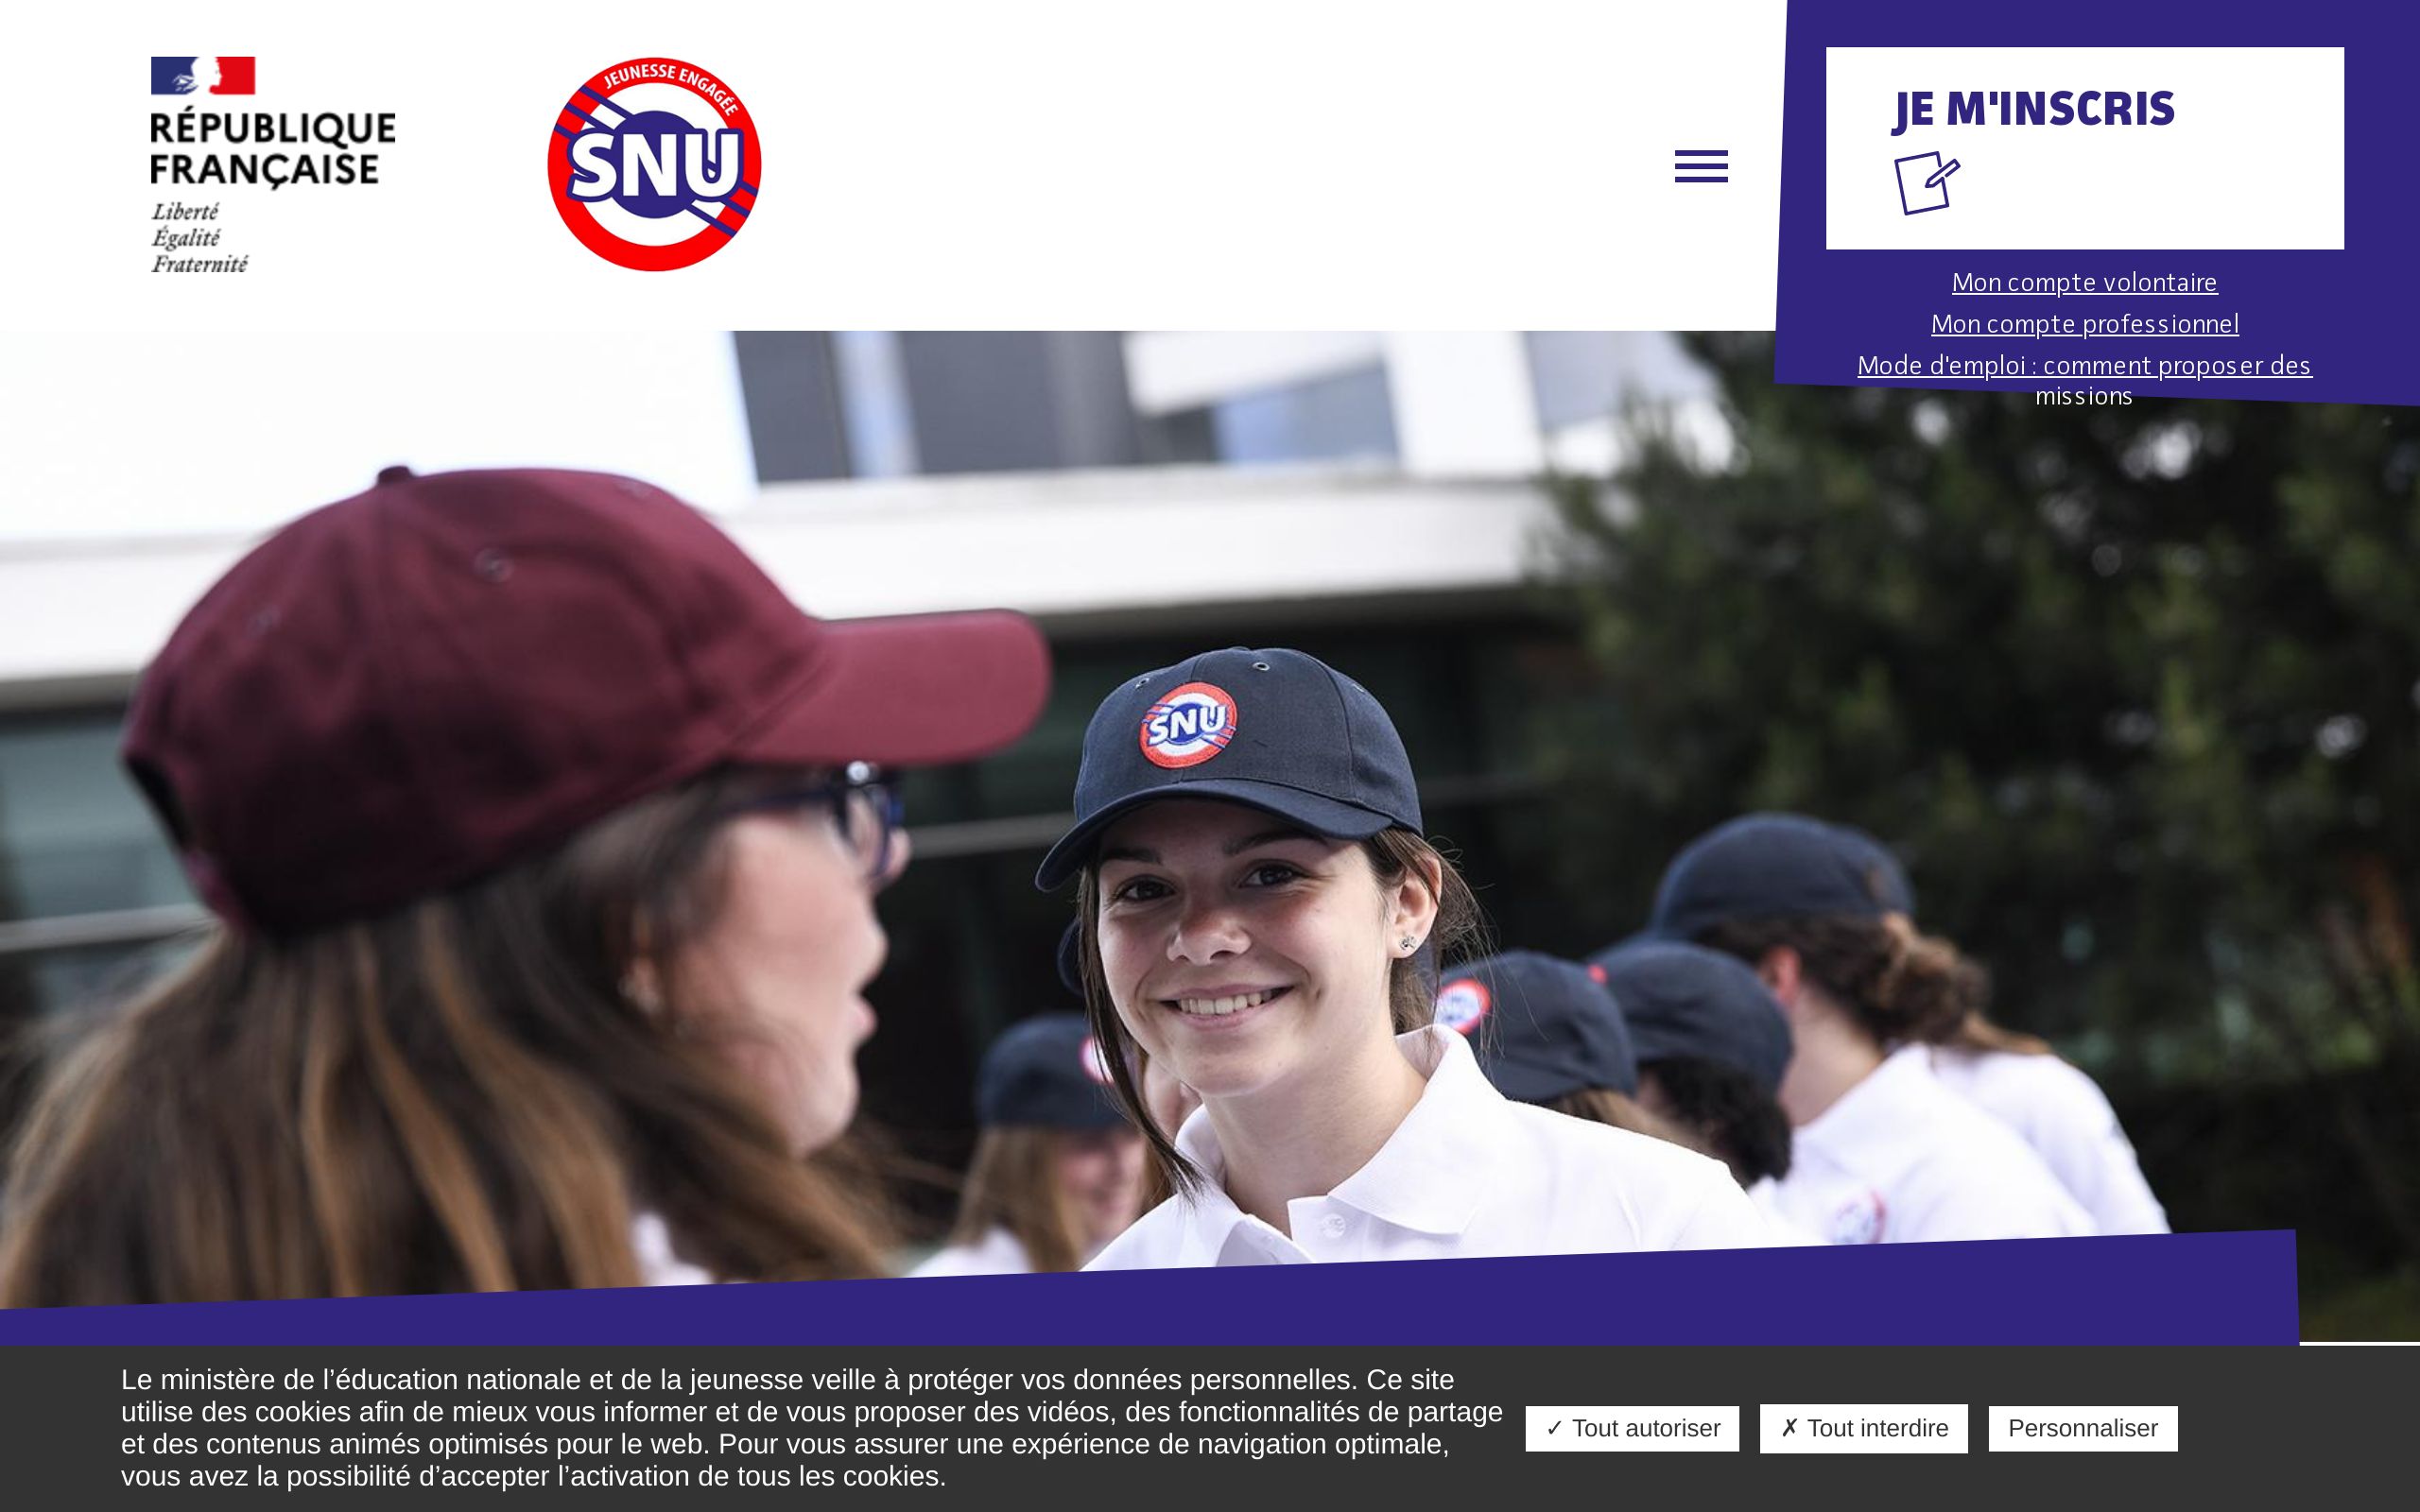 RÉPUBLIQUE
FRANÇAISE
Liberté
Égalité
Fraternité
JEUNESSE ENGAGÉE
SNU
JE M'INSCRIS
Mon compte volontaire
Mon compte professionnel
Mode d'emploi : comment proposer des
missions
SNU
Le ministère de l’éducation nationale et de la jeunesse veille à protéger vos données personnelles. Ce site
utilise des cookies afin de mieux vous informer et de vous proposer des vidéos, des fonctionnalités de partage
et des contenus animés optimisés pour le web. Pour vous assurer une expérience de navigation optimale,
vous avez la possibilité d’accepter l’activation de tous les cookies.
✓ Tout autoriser
✗ Tout interdire
Personnaliser